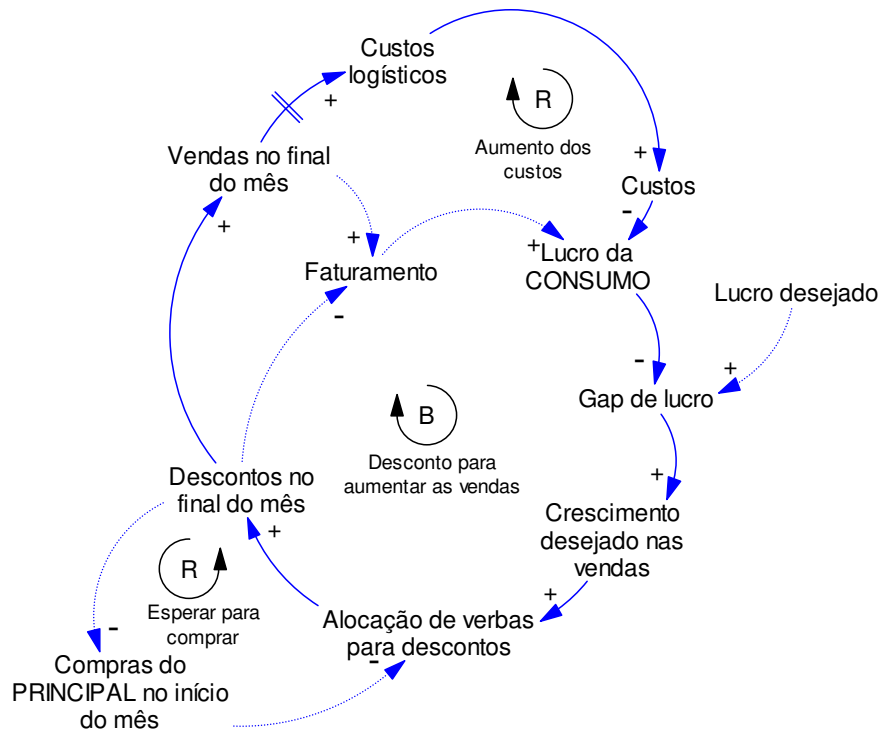 Custos
logísticos
+
R
Aumento dos
custos
Vendas no final
do mês
+
Custos
-
+
+
Faturamento
+
Lucro da
CONSUMO
Lucro desejado
-
-
+
Gap de lucro
B
Desconto para
aumentar as vendas
+
Descontos no
final do mês
+
Crescimento
desejado nas
vendas
R
Esperar para
comprar
+
Alocação de verbas
para descontos
-
-
Compras do
PRINCIPAL no início
do mês